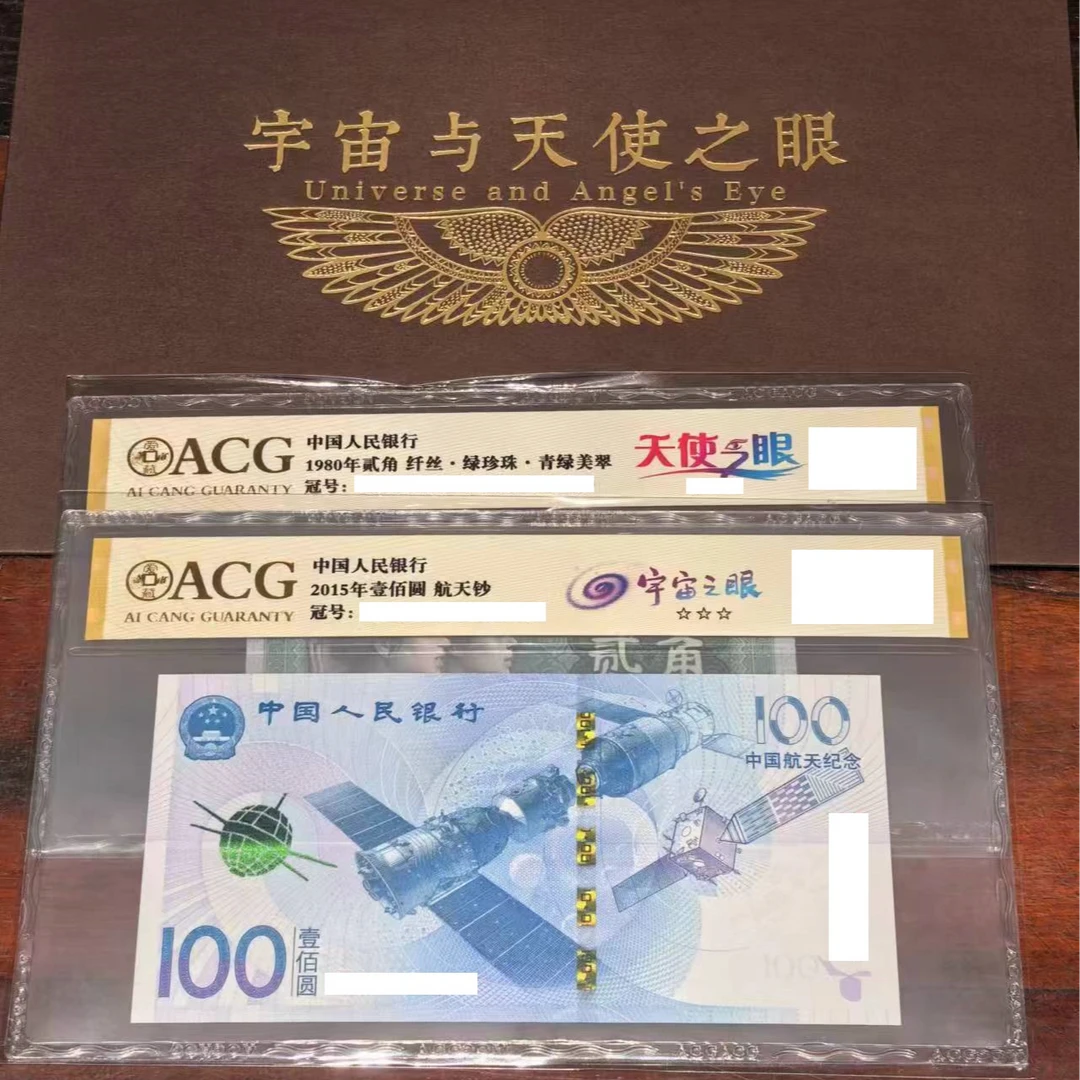 宇宙与天使之眼
Universe and Angel's Eye
ACG
AI CANG GUARANTY
中国人民银行
1980年贰角 纤丝·绿珍珠·青绿美翠
冠号:
天使之眼
ACG
AI CANG GUARANTY
中国人民银行
2015年壹佰圆 航天钞
冠号:
宇宙之眼
☆☆☆
贰角
中国人民银行
100
中国航天纪念
100
壹佰圆